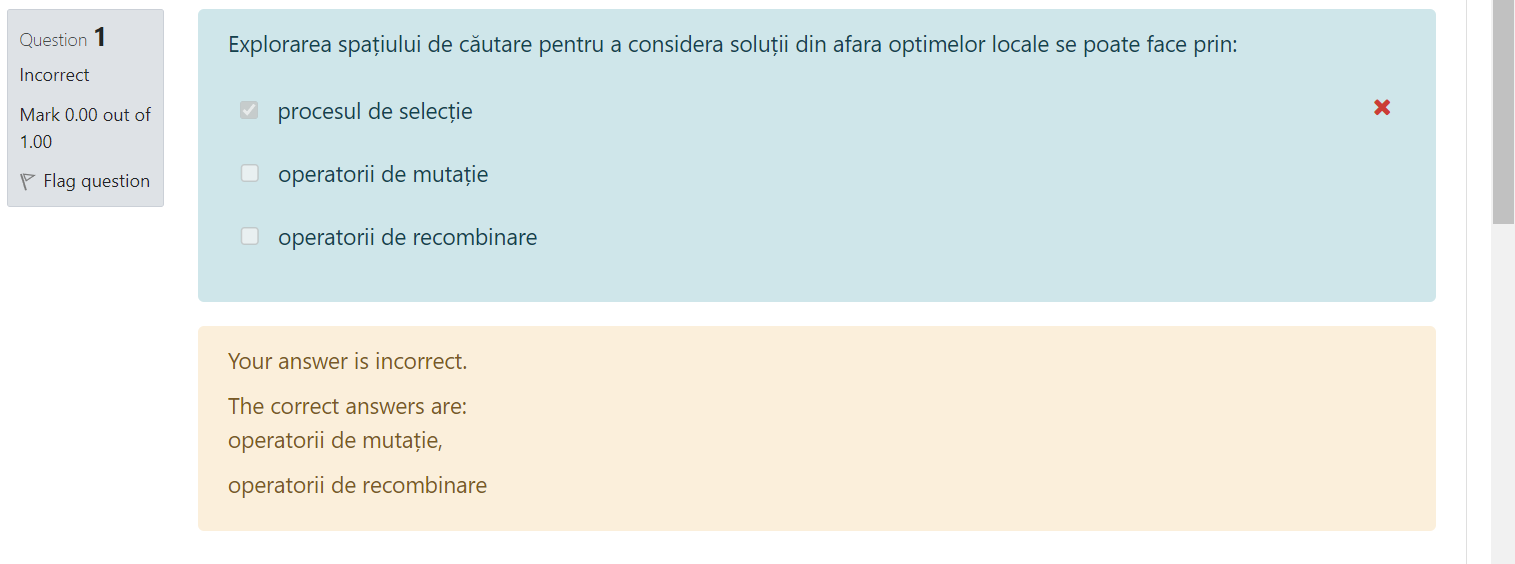 Question 1
Incorrect
Mark 0.00 out of
1.00
Flag question
Explorarea spațiului de căutare pentru a considera soluții din afara optimelor locale se poate face prin:
procesul de selecție
operatorii de mutație
operatorii de recombinare
Your answer is incorrect.
The correct answers are:
operatorii de mutație,
operatorii de recombinare